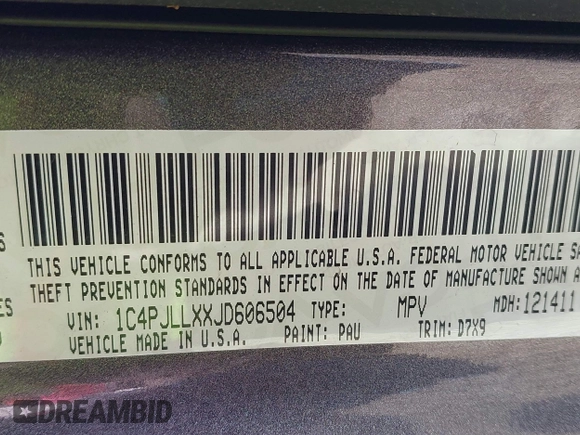 THIS VEHICLE CONFORMS TO ALL APPLICABLE U.S.A. FEDERAL MOTOR VEHICLE SA
THEFT PREVENTION STANDARDS IN EFFECT ON THE DATE OF MANUFACTURE SHOWN A
VIN: 1C4PJLLXXJD606504 TYPE: MPV MDH: 121411
VEHICLE MADE IN U.S.A. PAINT: PAU TRIM: D7X9
S
ES
R:
DREAMBID